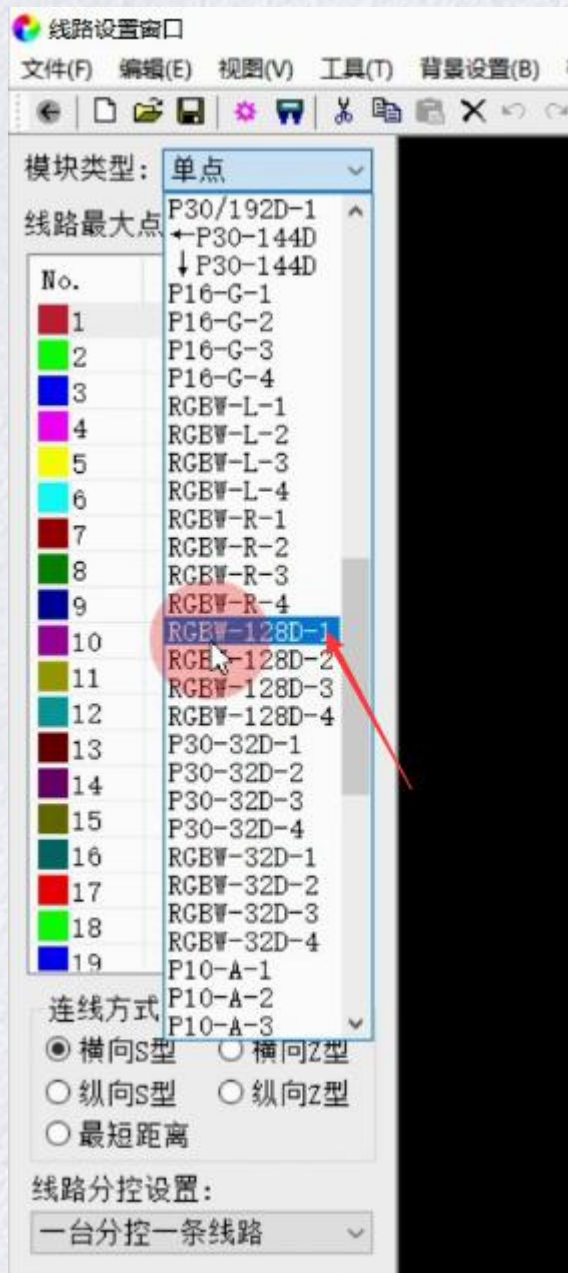 线路设置窗口
文件(F) 编辑(E) 视图(V) 工具(T) 背景设置(B)
模块类型: 单点
线路最大点
No.
P30/192D-1
←P30-144D
↓P30-144D
P16-G-1
1 P16-G-2
2 P16-G-3
3 P16-G-4
RGBW-L-1
4 RGBW-L-2
5 RGBW-L-3
6 RGBW-L-4
7 RGBW-R-1
RGBW-R-2
8 RGBW-R-3
9 RGBW-R-4
10 RGBW-128D-1
RGBW-128D-2
11 RGBW-128D-3
12 RGBW-128D-4
13 P30-32D-1
14 P30-32D-2
P30-32D-3
15 P30-32D-4
16 RGBW-32D-1
17 RGBW-32D-2
RGBW-32D-3
18 RGBW-32D-4
19 P10-A-1
连线方式 P10-A-2
P10-A-3
横向S型 横向Z型
纵向S型 纵向Z型
最短距离
线路分控设置:
一台分控一条线路